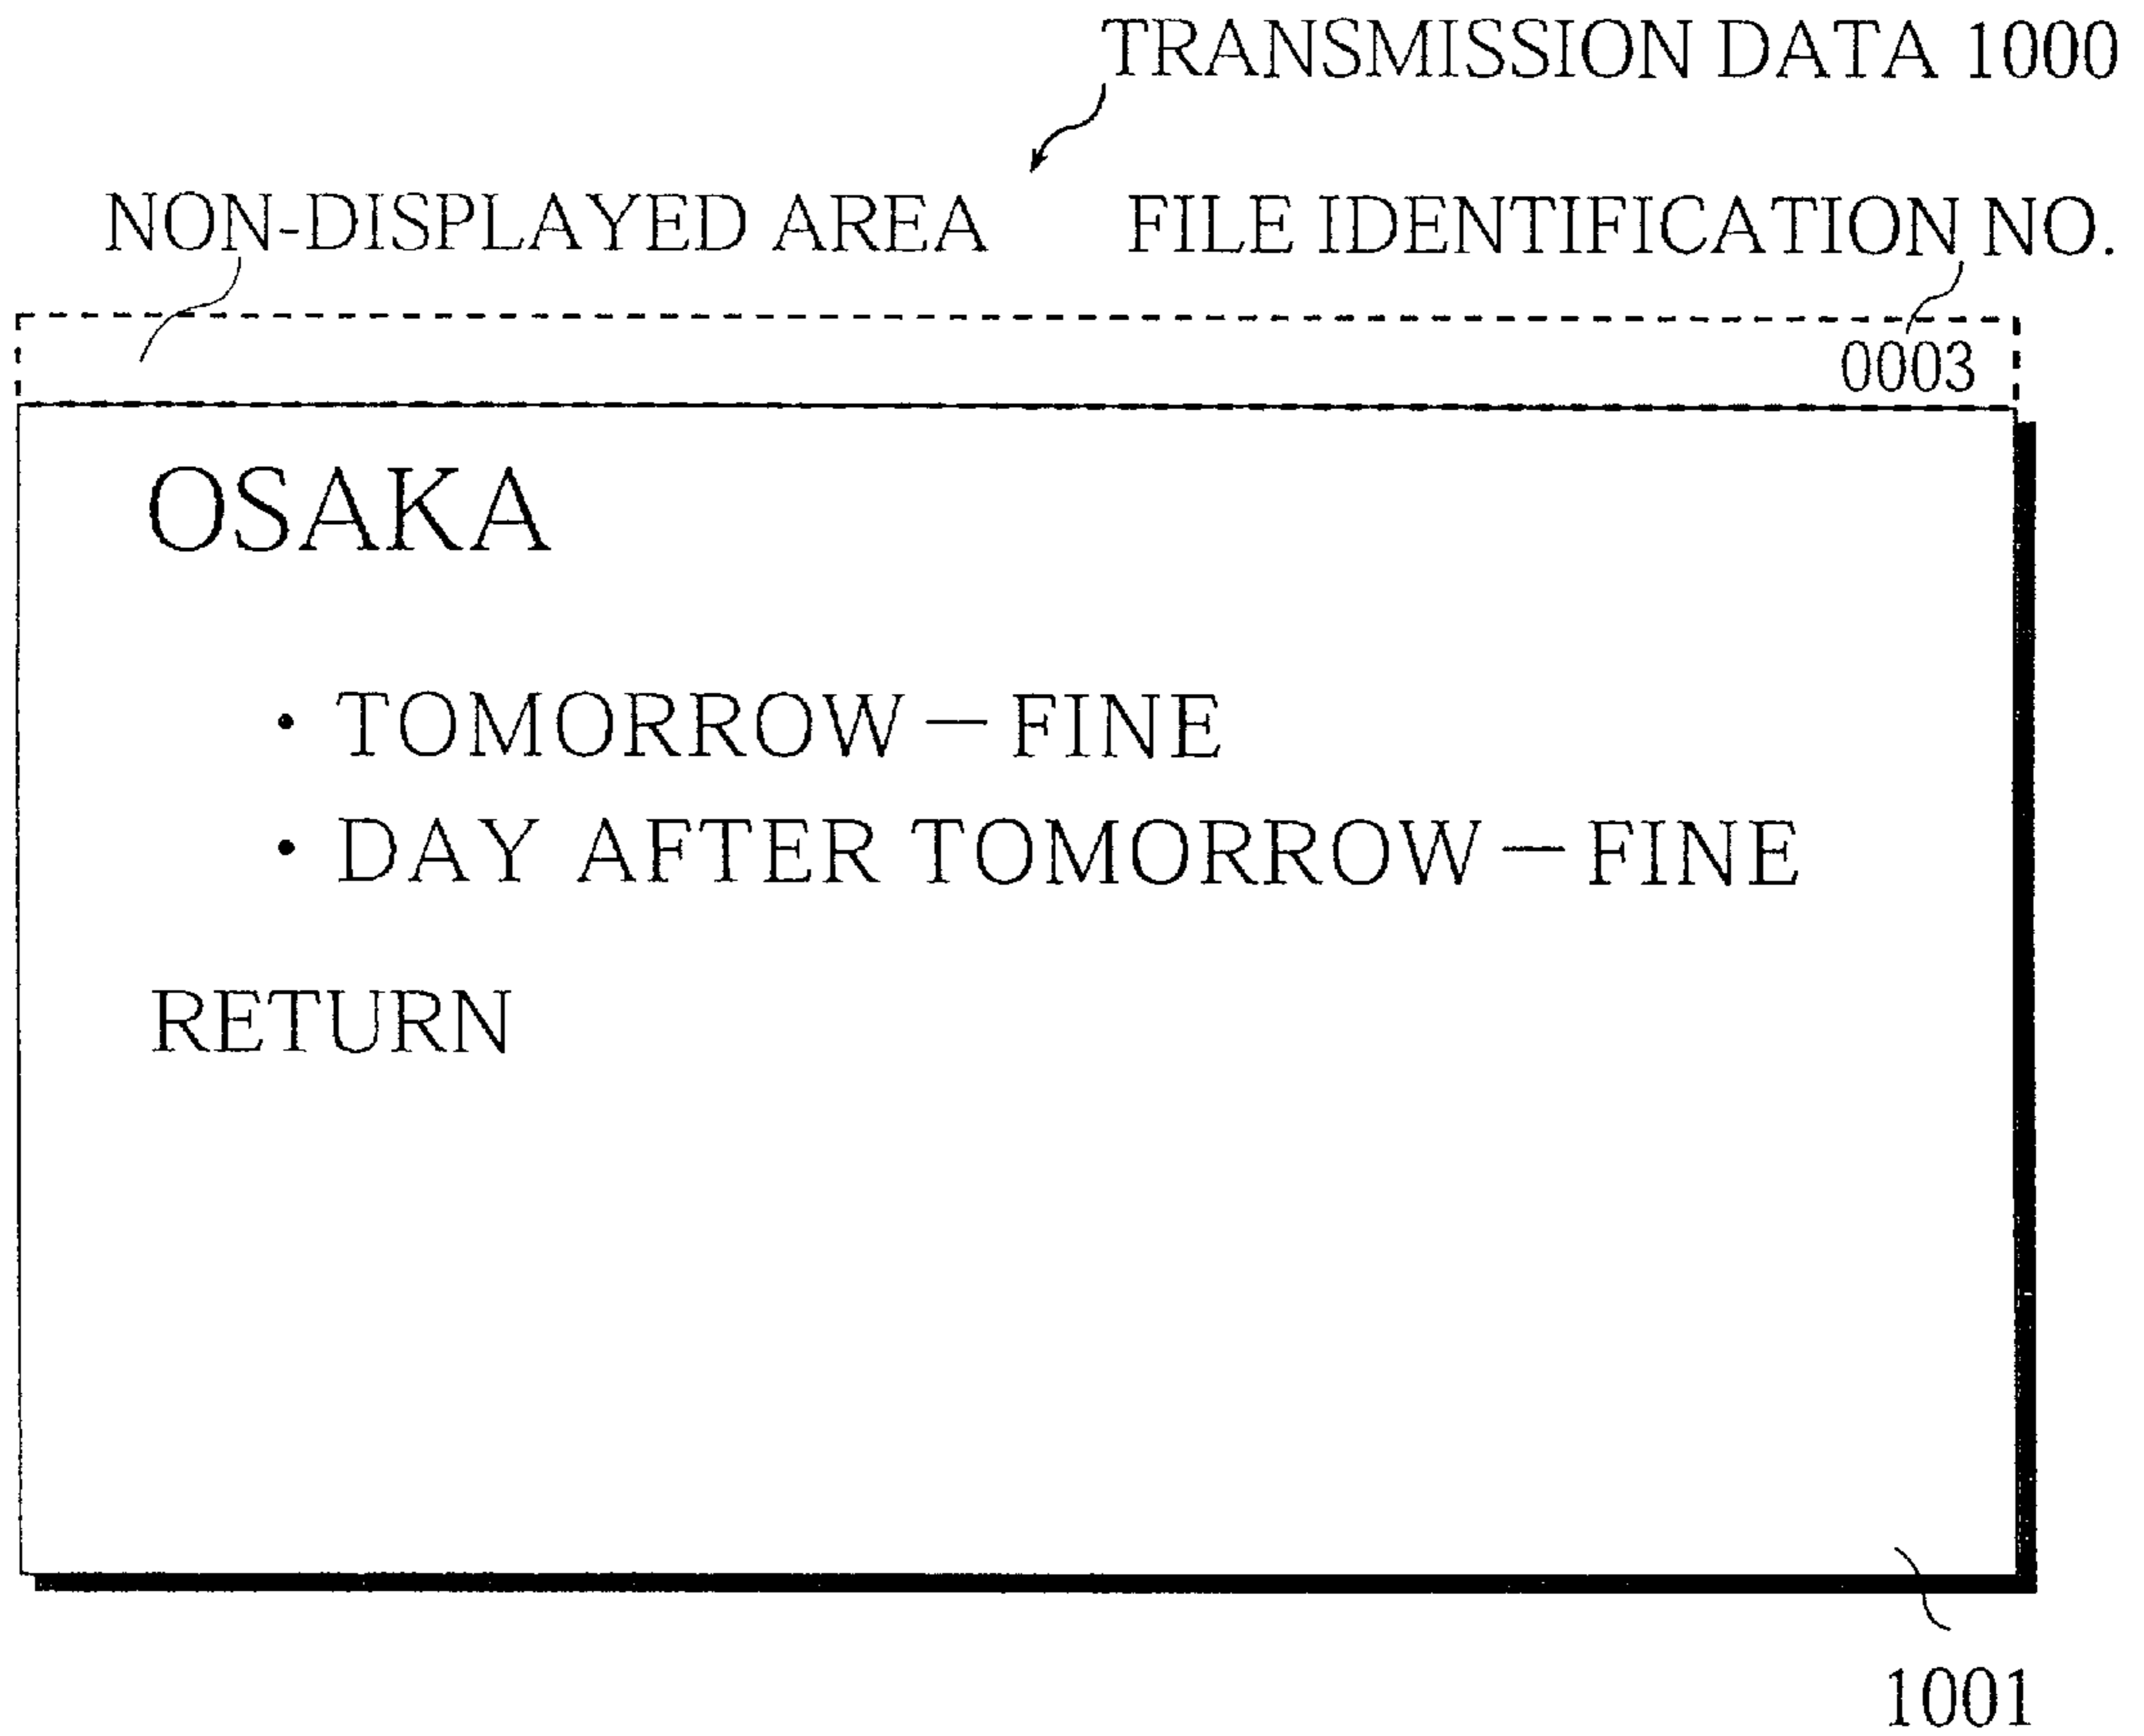 TRANSMISSION DATA 1000
NON-DISPLAYED AREA FILE IDENTIFICATION NO.
0003
OSAKA
• TOMORROW—FINE
• DAY AFTER TOMORROW—FINE
RETURN
1001